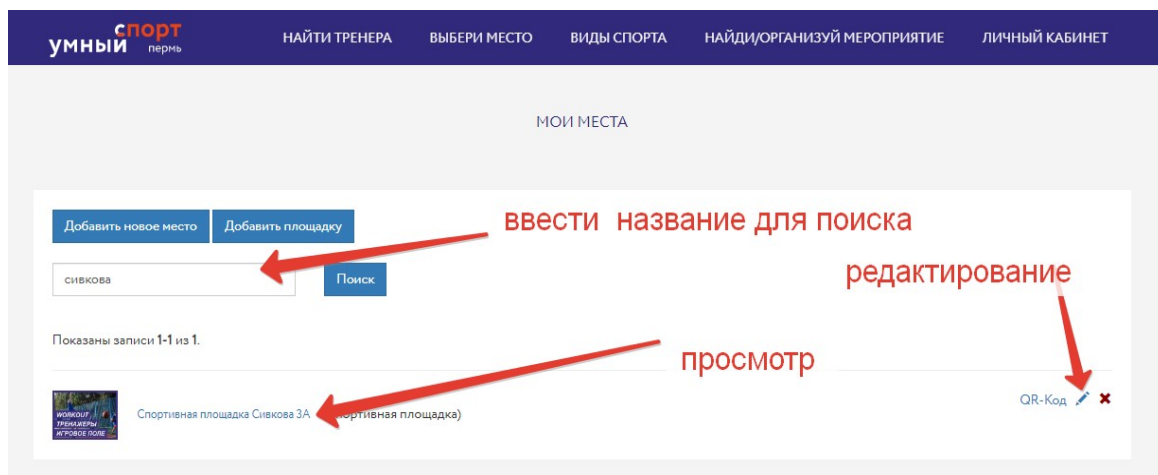 умный спорт
пермь
НАЙТИ ТРЕНЕРА ВЫБЕРИ МЕСТО ВИДЫ СПОРТА НАЙДИ/ОРГАНИЗУЙ МЕРОПРИЯТИЕ ЛИЧНЫЙ КАБИНЕТ
МОИ МЕСТА
Добавить новое место Добавить площадку
ввести название для поиска
сивкова Поиск
редактирование
Показаны записи 1-1 из 1.
просмотр
WORKOUT
ТРЕНАЖЕРЫ
ИГРОВОЕ ПОЛЕ
Спортивная площадка Сивкова 3А площадка)
QR-Код